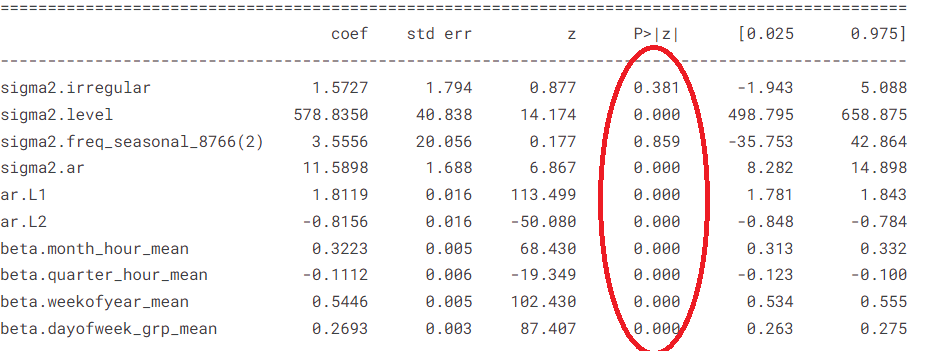 coef std err z P>|z| [0.025 0.975]
sigma2.irregular 1.5727 1.794 0.877 0.381 -1.943 5.088
sigma2.level 578.8350 40.838 14.174 0.000 498.795 658.875
sigma2.freq_seasonal_8766(2) 3.5556 20.056 0.177 0.859 -35.753 42.864
sigma2.ar 11.5898 1.688 6.867 0.000 8.282 14.898
ar.L1 1.8119 0.016 113.499 0.000 1.781 1.843
ar.L2 -0.8156 0.016 -50.080 0.000 -0.848 -0.784
beta.month_hour_mean 0.3223 0.005 68.430 0.000 0.313 0.332
beta.quarter_hour_mean -0.1112 0.006 -19.349 0.000 -0.123 -0.100
beta.weekofyear_mean 0.5446 0.005 102.430 0.000 0.534 0.555
beta.dayofweek_grp_mean 0.2693 0.003 87.407 0.000 0.263 0.275